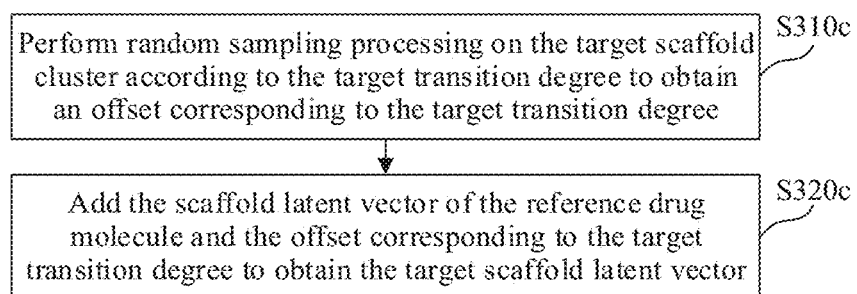 Perform random sampling processing on the target scaffold
cluster according to the target transition degree to obtain
an offset corresponding to the target transition degree
S310c
Add the scaffold latent vector of the reference drug
molecule and the offset corresponding to the target
transition degree to obtain the target scaffold latent vector
S320c